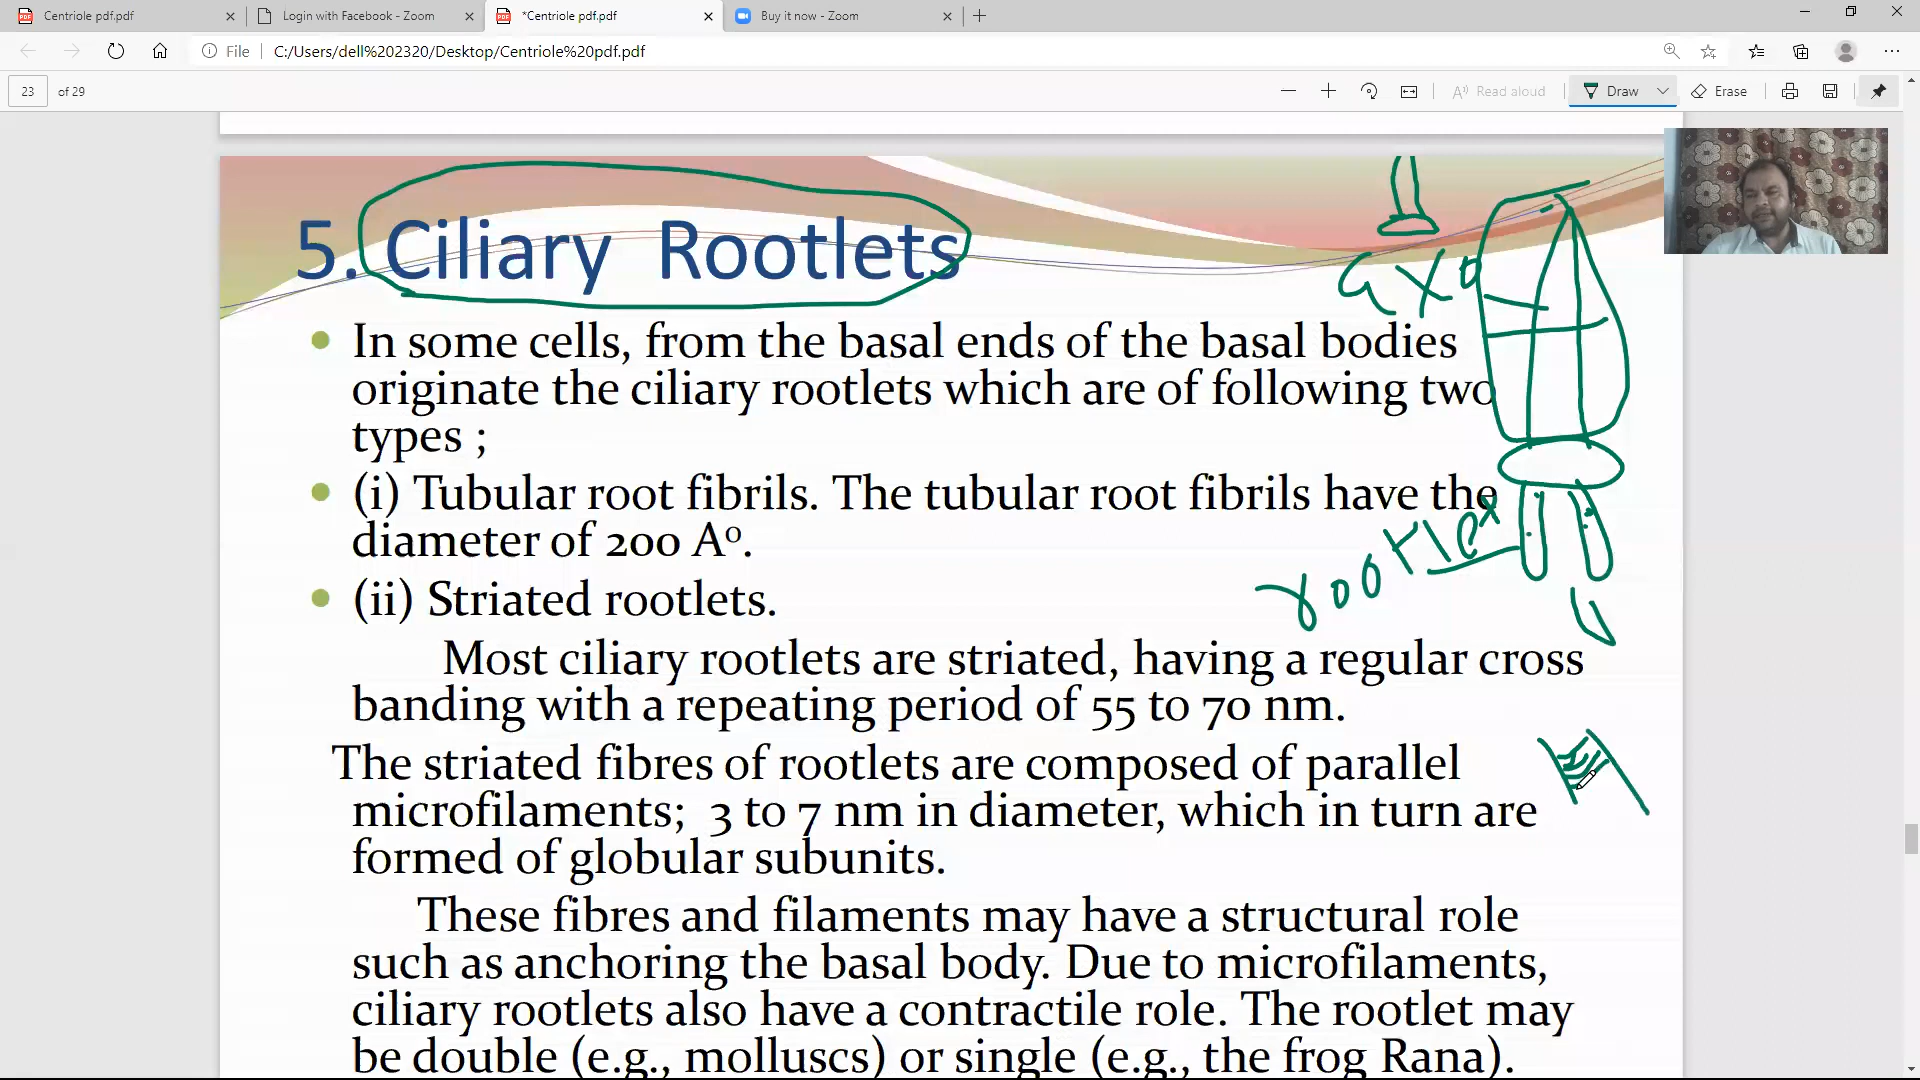 Centriole pdf.pdf
Login with Facebook - Zoom
*Centriole pdf.pdf
Buy it now - Zoom
File
C:/Users/dell%202320/Desktop/Centriole%20pdf.pdf
23 of 29
Read aloud
Draw
Erase
5. Ciliary Rootlets
axo
In some cells, from the basal ends of the basal bodies
originate the ciliary rootlets which are of following two
types ;
(i) Tubular root fibrils. The tubular root fibrils have the
diameter of 200 A⁰.
(ii) Striated rootlets.
Most ciliary rootlets are striated, having a regular cross
banding with a repeating period of 55 to 70 nm.
The striated fibres of rootlets are composed of parallel
microfilaments; 3 to 7 nm in diameter, which in turn are
formed of globular subunits.
These fibres and filaments may have a structural role
such as anchoring the basal body. Due to microfilaments,
ciliary rootlets also have a contractile role. The rootlet may
be double (e.g., molluscs) or single (e.g., the frog Rana).